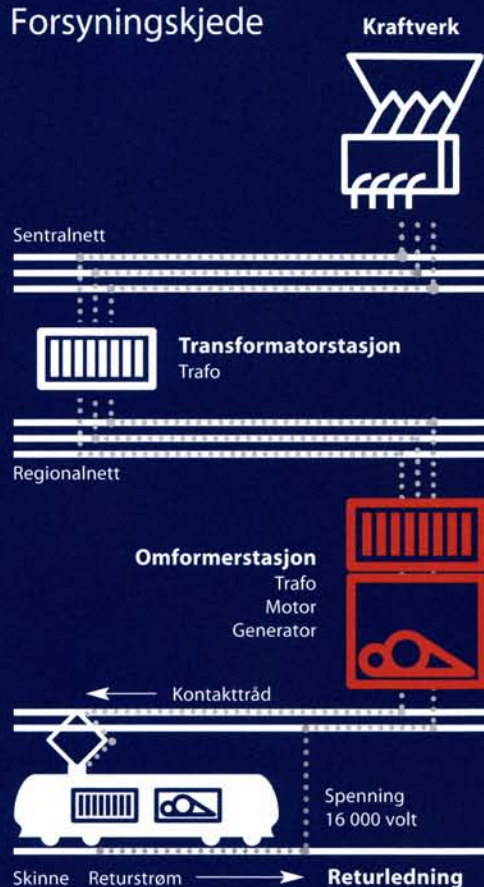 Forsyningskjede
Kraftverk
Sentralnett
Transformatorstasjon
Trafo
Regionalnett
Omformerstasjon
Trafo
Motor
Generator
Kontakttråd
Spenning
16 000 volt
Skinne Returstrøm Returledning